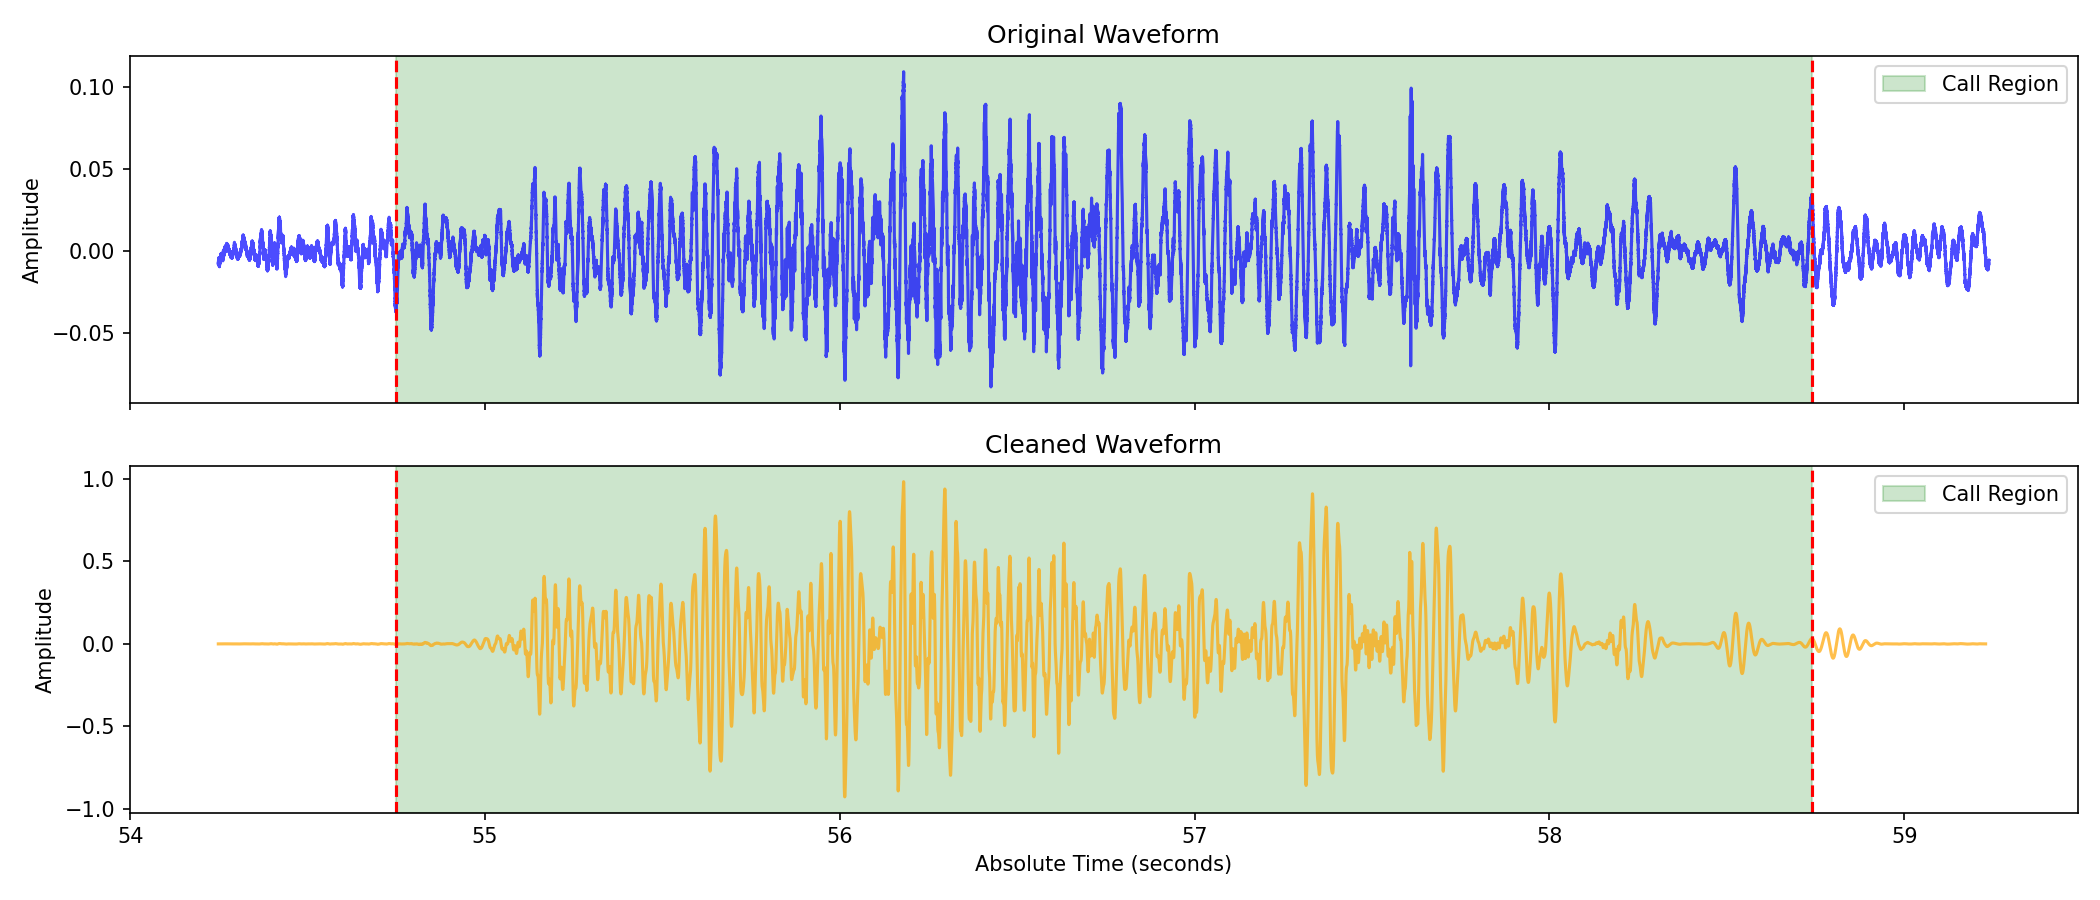 Original Waveform
Amplitude
0.10
0.05
0.00
−0.05
Call Region
Cleaned Waveform
Amplitude
1.0
0.5
0.0
−0.5
−1.0
Call Region
54 55 56 57 58 59
Absolute Time (seconds)